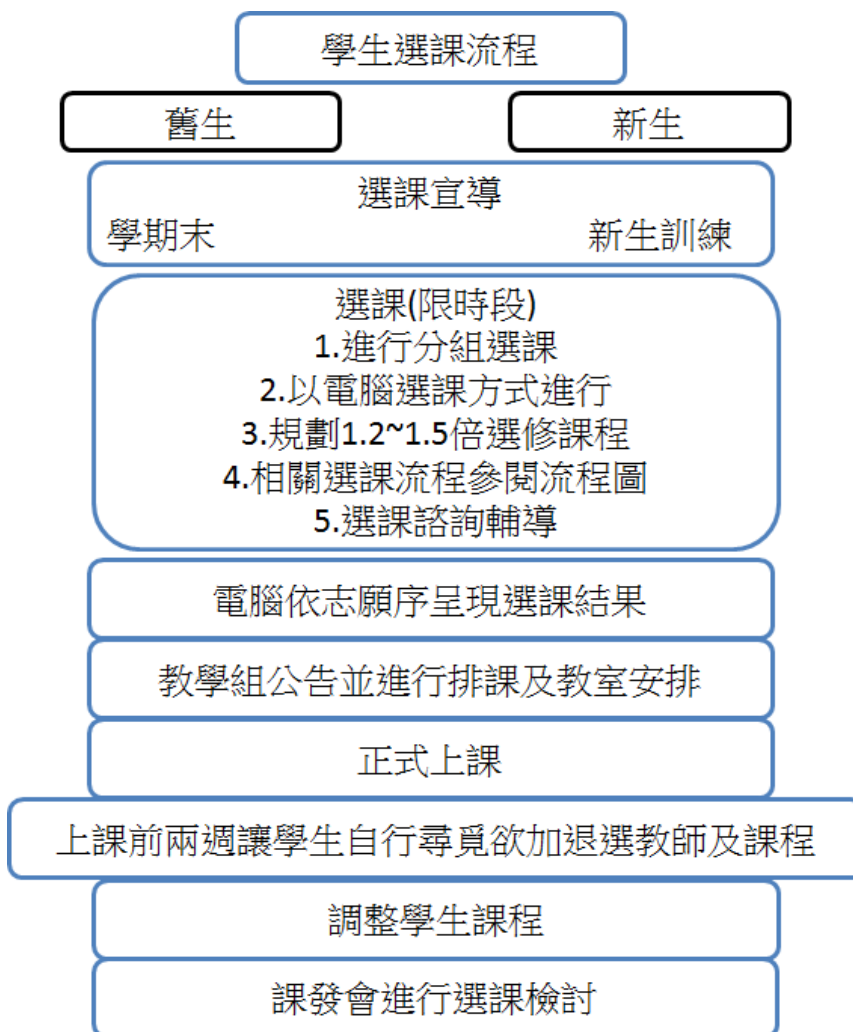 學生選課流程
舊生
新生
選課宣導
學期末 新生訓練
選課(限時段)
1.進行分組選課
2.以電腦選課方式進行
3.規劃1.2~1.5倍選修課程
4.相關選課流程參閱流程圖
5.選課諮詢輔導
電腦依志願序呈現選課結果
教學組公告並進行排課及教室安排
正式上課
上課前兩週讓學生自行尋覓欲加退選教師及課程
調整學生課程
課發會進行選課檢討